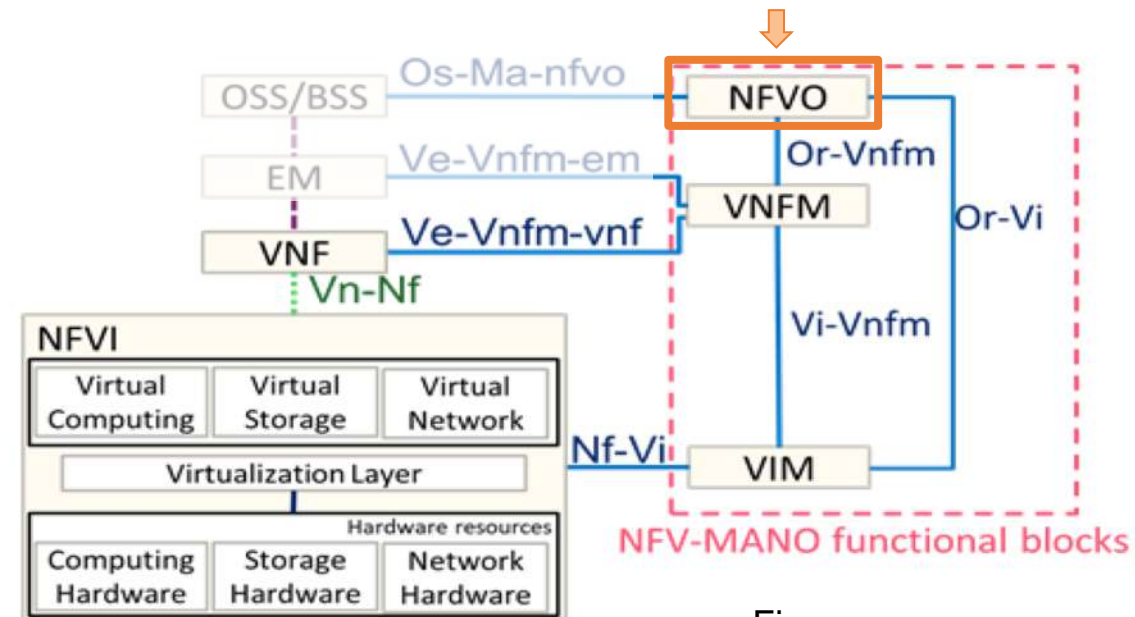 Os-Ma-nfvo
OSS/BSS
NFVO
Or-Vnfm
Ve-Vnfm-em
EM
VNFM
Or-Vi
Ve-Vnfm-vnf
VNF
Vn-Nf
Vi-Vnfm
NFVI
Virtual
Computing
Virtual
Storage
Virtual
Network
Nf-Vi
VIM
Virtualization Layer
Hardware resources
NFV-MANO functional blocks
Computing
Hardware
Storage
Hardware
Network
Hardware